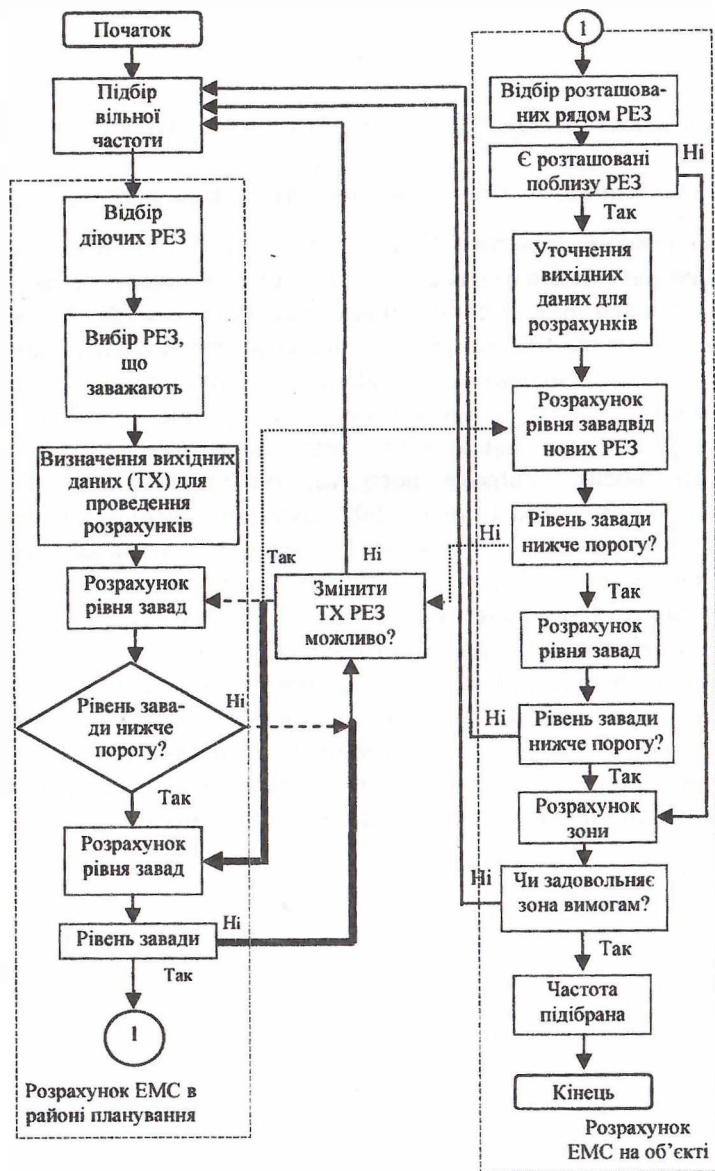 Початок
Підбір
вільної
частоти
Відбір
діючих РЕЗ
Вибір РЕЗ,
що
заважають
Визначення вихідних
даних (ТХ) для
проведення
розрахунків
Розрахунок
рівня завад
Рівень зава-
ди нижче
порогу?
Ні
Так
Розрахунок
рівня завад
Рівень завади
Ні
Так
1
Розрахунок ЕМС в
районі планування
Так
Ні
Змінити
ТХ РЕЗ
можливо?
1
Відбір розташова-
них рядом РЕЗ
Є розташовані
поблизу РЕЗ
Ні
Так
Уточнення
вихідних
даних для
розрахунків
Розрахунок
рівня завадвід
нових РЕЗ
Рівень завади
нижче порогу?
Ні
Так
Розрахунок
рівня завад
Рівень завади
нижче порогу?
Ні
Так
Розрахунок
зони
Чи задовольняє
зона вимогам?
Ні
Так
Частота
підібрана
Кінець
Розрахунок
ЕМС на об’єкті